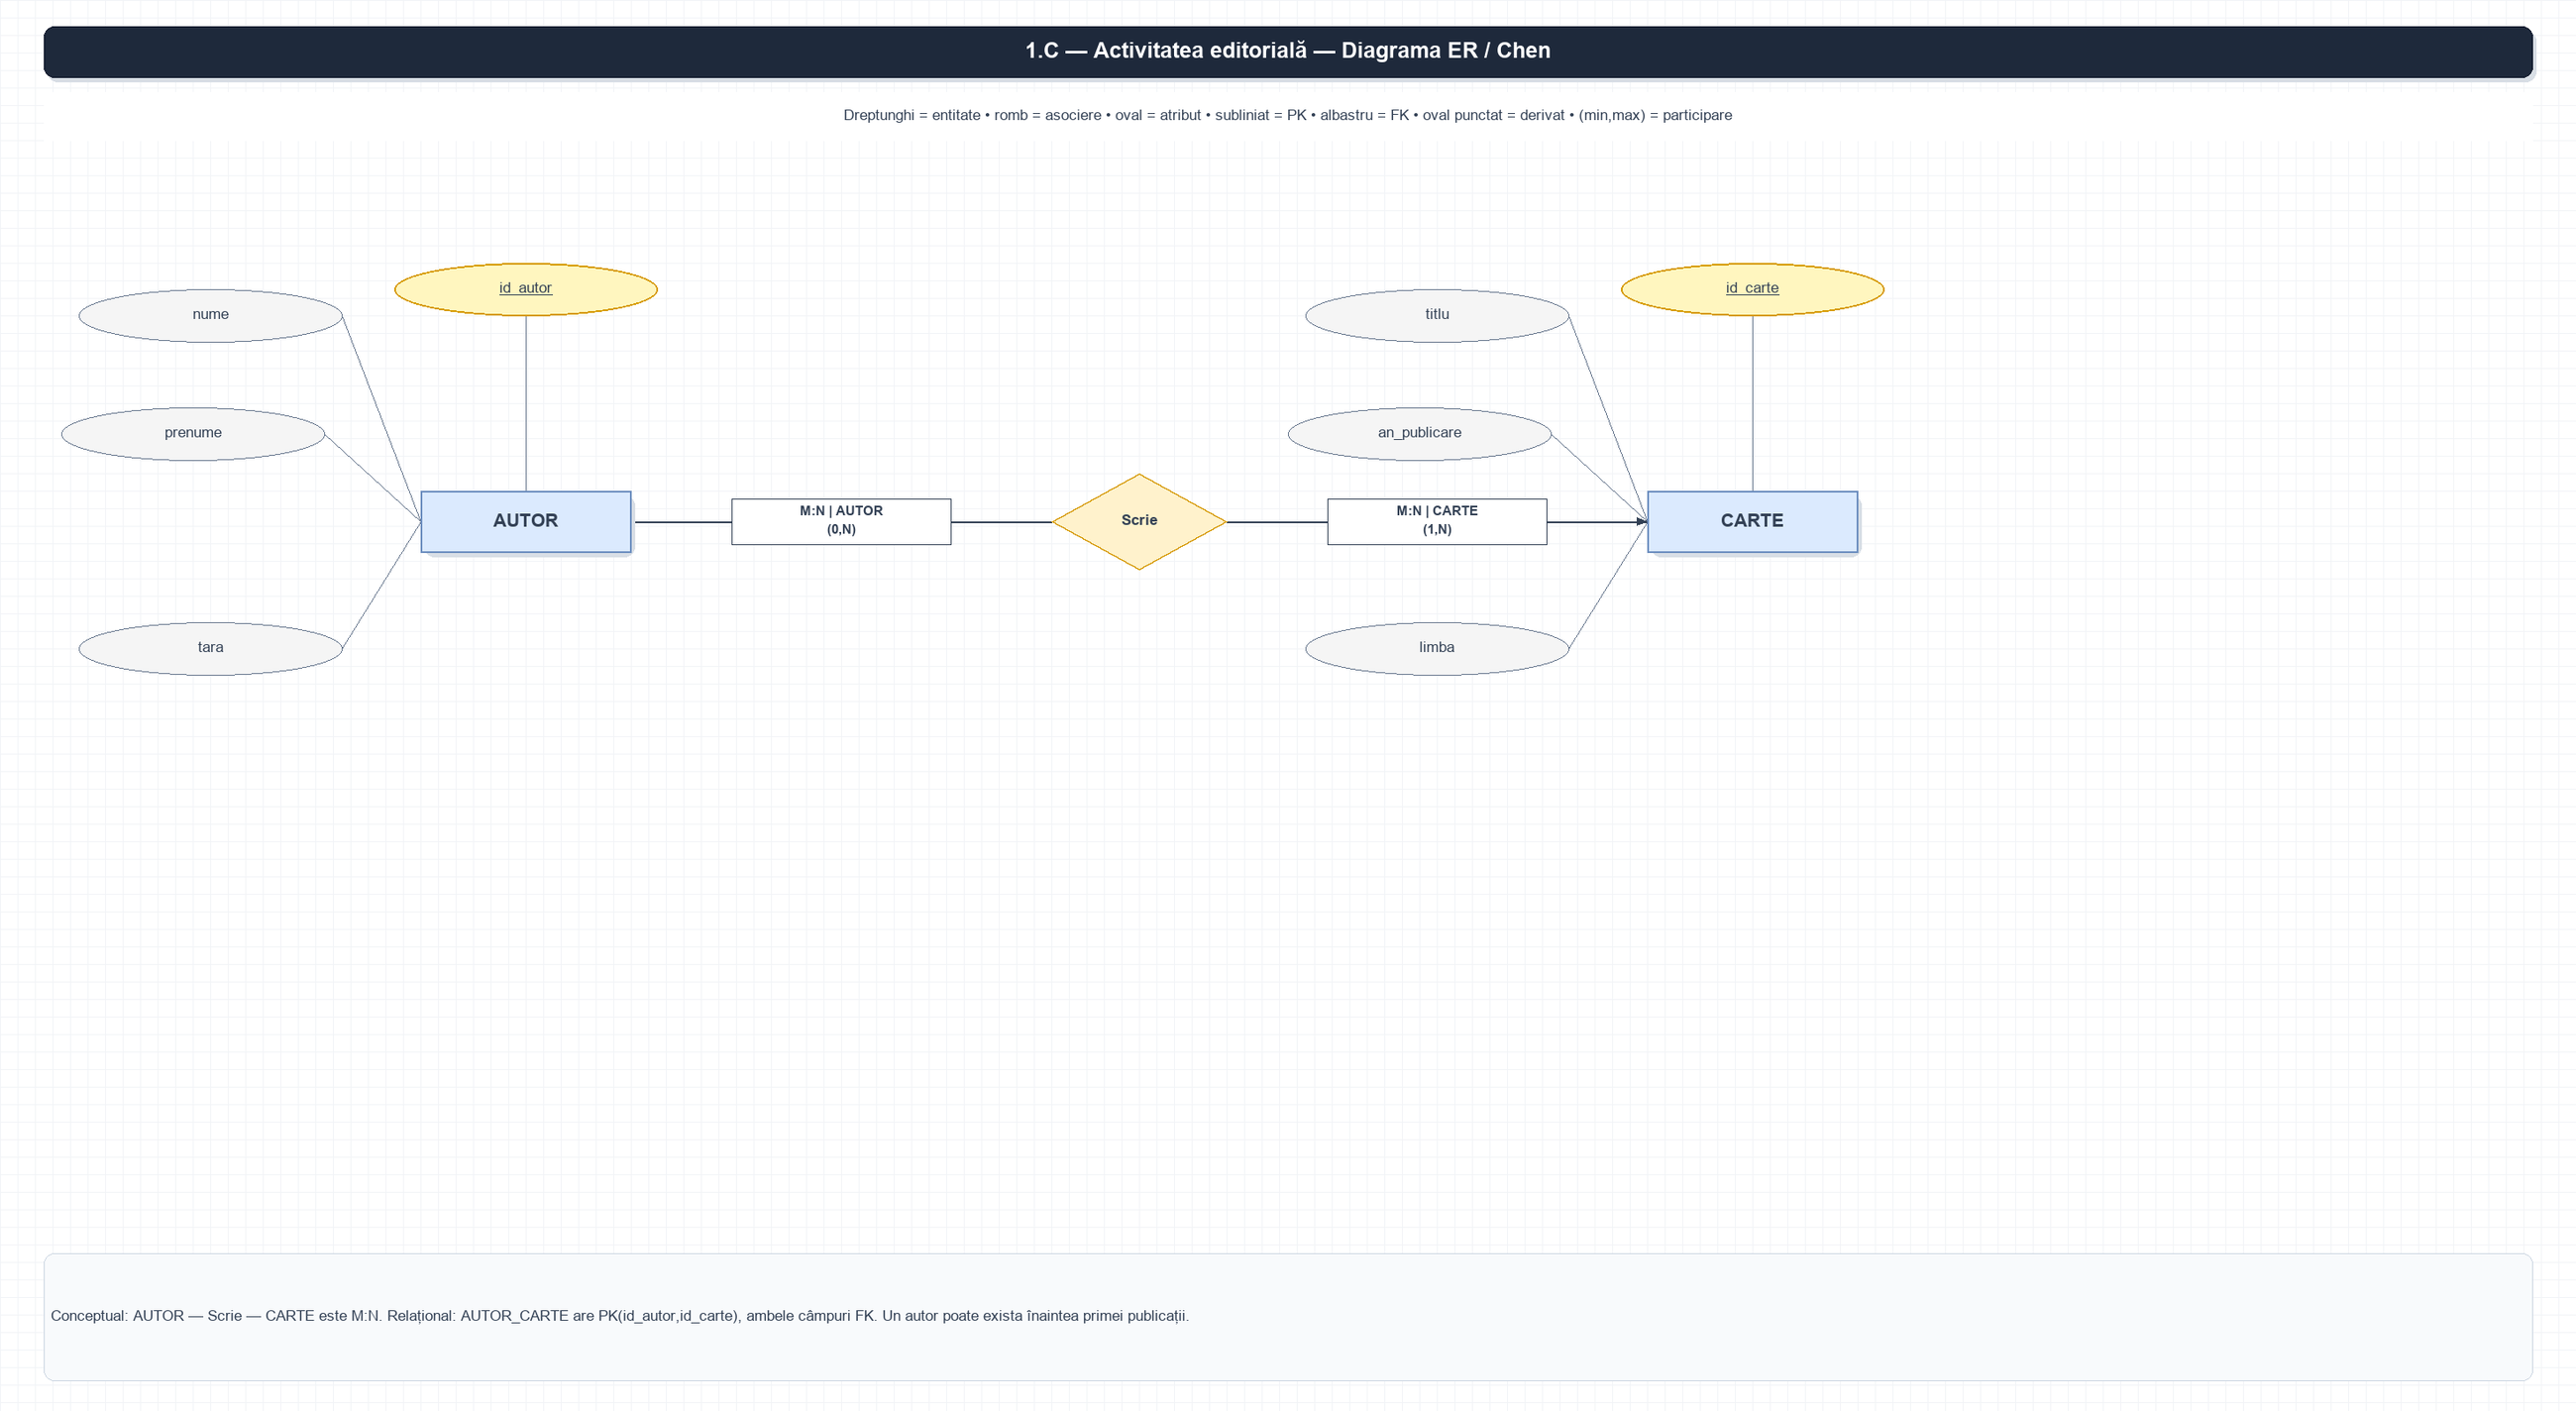 1.C — Activitatea editorială — Diagrama ER / Chen
Dreptunghi = entitate • romb = asociere • oval = atribut • subliniat = PK • albastru = FK • oval punctat = derivat • (min,max) = participare
id_autor
id_carte
nume
titlu
prenume
an_publicare
AUTOR
M:N | AUTOR
(0,N)
Scrie
M:N | CARTE
(1,N)
CARTE
tara
limba
Conceptual: AUTOR — Scrie — CARTE este M:N. Relațional: AUTOR_CARTE are PK(id_autor,id_carte), ambele câmpuri FK. Un autor poate exista înaintea primei publicații.